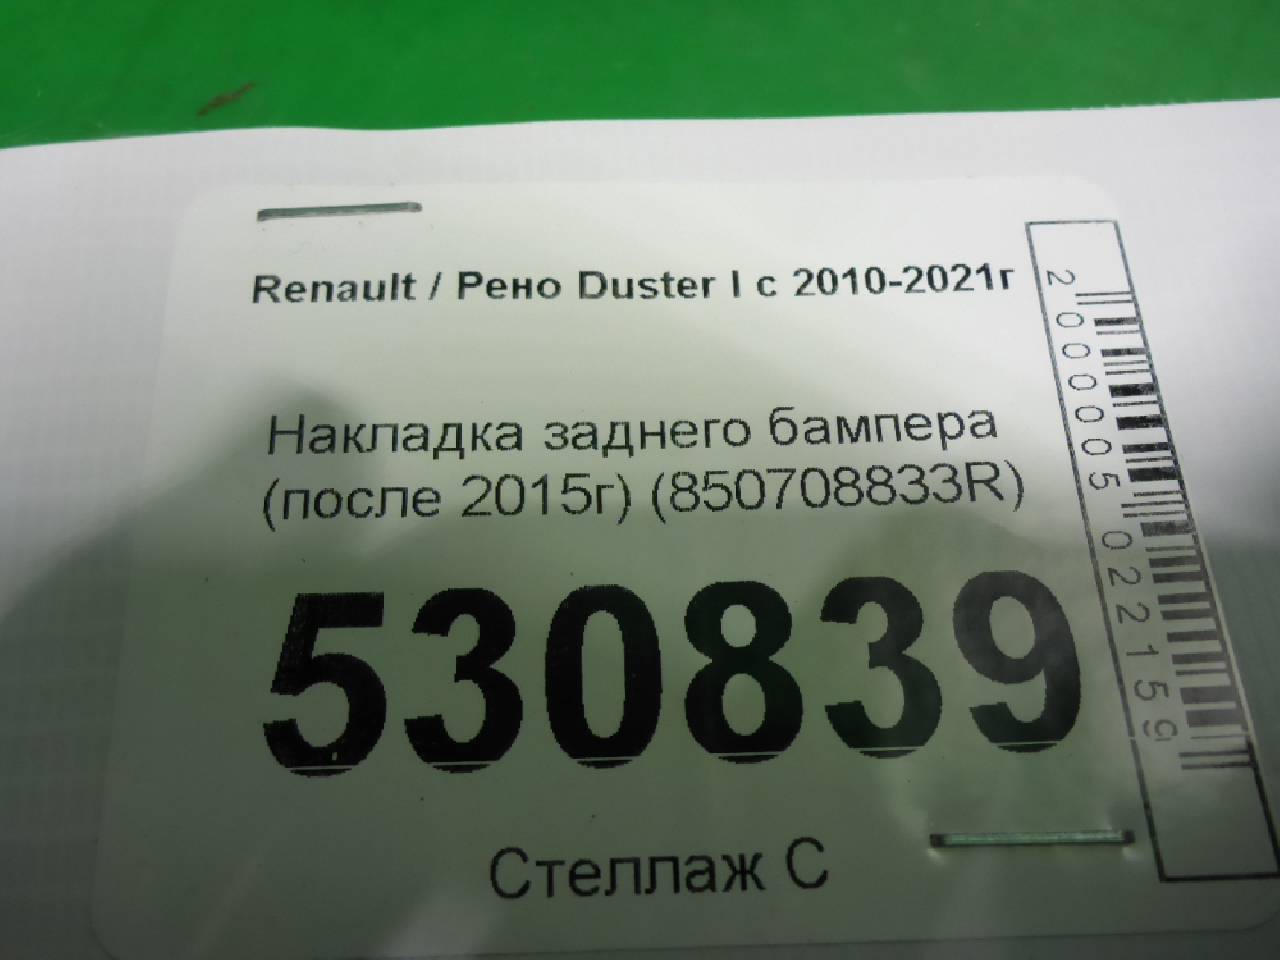 Renault / Рено Duster I с 2010-2021г
Накладка заднего бампера
(после 2015г) (850708833R)
530839
Стеллаж С
2000005022159